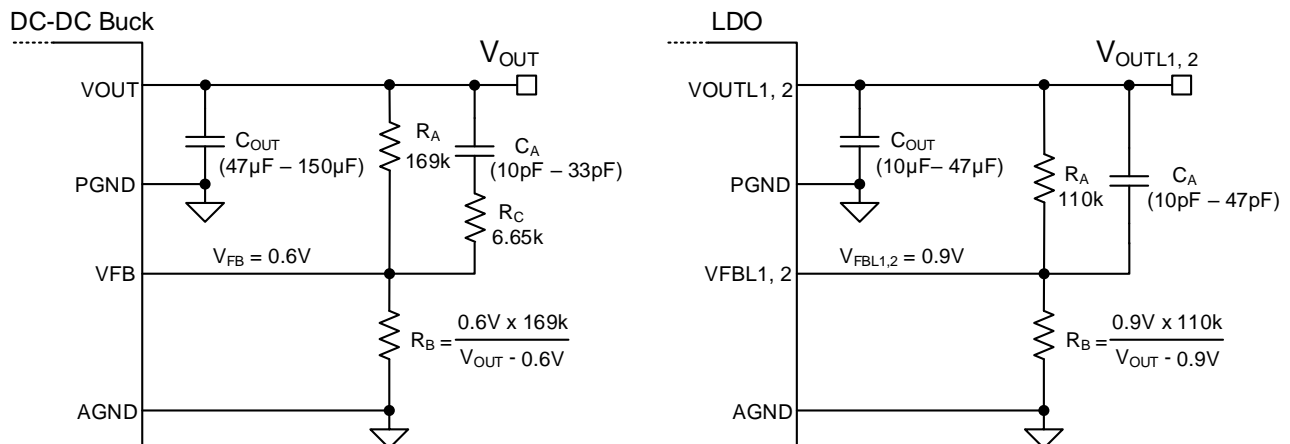 DC-DC Buck
VOUT
VOUT
COUT
(47µF – 150µF)
RA
169k
CA
(10pF – 33pF)
RC
6.65k
PGND
VFB
VFB = 0.6V
RB = 0.6V x 169k
VOUT - 0.6V
AGND
LDO
VOUTL1, 2
VOUTL1, 2
COUT
(10µF– 47µF)
RA
110k
CA
(10pF – 47pF)
PGND
VFBL1, 2
VFBL1,2 = 0.9V
RB = 0.9V x 110k
VOUT - 0.9V
AGND